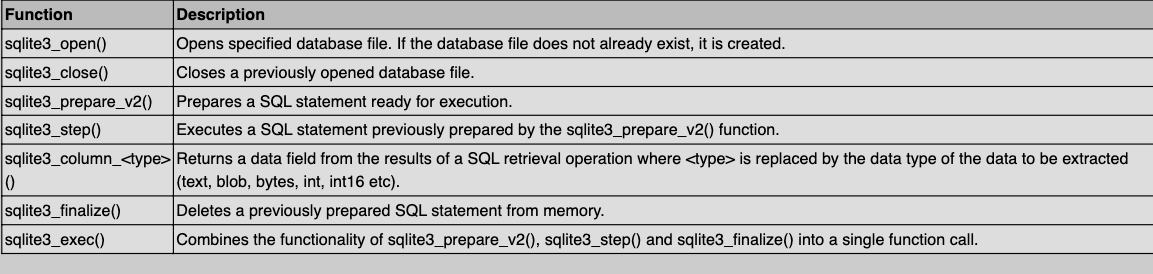 Function Description
sqlite3_open() Opens specified database file. If the database file does not already exist, it is created.
sqlite3_close() Closes a previously opened database file.
sqlite3_prepare_v2() Prepares a SQL statement ready for execution.
sqlite3_step() Executes a SQL statement previously prepared by the sqlite3_prepare_v2() function.
sqlite3_column_<type> Returns a data field from the results of a SQL retrieval operation where <type> is replaced by the data type of the data to be extracted
() (text, blob, bytes, int, int16 etc).
sqlite3_finalize() Deletes a previously prepared SQL statement from memory.
sqlite3_exec() Combines the functionality of sqlite3_prepare_v2(), sqlite3_step() and sqlite3_finalize() into a single function call.